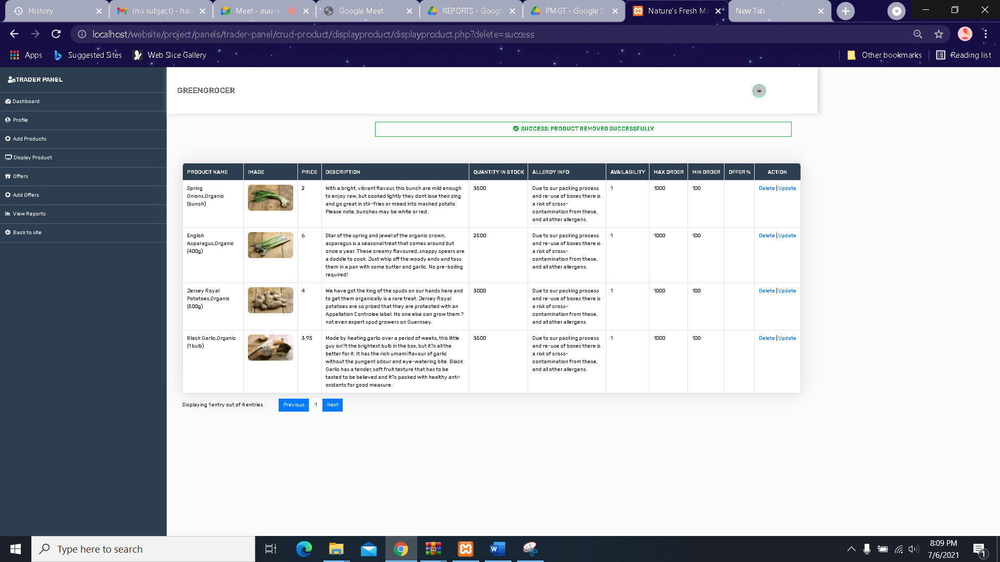 History
(no subject) - har
Meet - euu-vr
Google Meet
REPORTS - Google
PMGT - Google D
Nature's Fresh Ma
New Tab
localhost/website/project/panels/trader-panel/crud-product/displayproduct/displayproduct.php?delete=success
Apps
Suggested Sites
Web Slice Gallery
Other bookmarks
Reading list
TRADER PANEL
Dashboard
Profile
Add Products
Display Product
Offers
Add Offers
View Reports
Back to site
GREENGROCER
SUCCESS: PRODUCT REMOVED SUCCESSFULLY
PRODUCT NAME IMAGE PRICE DESCRIPTION QUANTITY IN STOCK ALLERGY INFO AVAILABILITY MAX ORDER MIN ORDER OFFER % ACTION
Spring
Onions,Organic
(bunch)
2
With a bright, vibrant flavour, this bunch are mild enough
to enjoy raw, but cooked lightly they dont lose their zing
and go great in stir-fries or mixed into mashed potato.
Please note, bunches may be white or red.
3500
Due to our packing process
and re-use of boxes there is
a risk of cross-
contamination from these,
and all other allergens.
1
1000
100
Delete | Update
English
Asparagus,Organic
(400g)
6
Star of the spring and jewel of the organic crown,
asparagus is a seasonal treat that comes around but
once a year. These creamy flavoured, snappy spears are
a doddle to cook. Just whip off the woody ends and toss
them in a pan with some butter and garlic. No pre-boiling
required!
2500
Due to our packing process
and re-use of boxes there is
a risk of cross-
contamination from these,
and all other allergens.
1
1000
100
Delete | Update
Jersey Royal
Potatoes,Organic
(500g)
4
We have got the king of the spuds on our hands here and
to get them organically is a rare treat. Jersey Royal
potatoes are so prized that they are protected with an
Appellation Controlee label. No one else can grow them ?
not even expert spud growers on Guernsey.
3000
Due to our packing process
and re-use of boxes there is
a risk of cross-
contamination from these,
and all other allergens.
1
1000
100
Delete | Update
Black Garlic,Organic
(1 bulb)
3.95
Made by heating garlic over a period of weeks, this little
guy isn?t the brightest bulb in the box, but it?s all the
better for it. It has the rich umami flavour of garlic
without the pungent odour and eye-watering bite. Black
Garlic has a tender, soft fruit texture that has to be
tasted to be believed and it?s packed with healthy anti-
oxidants for good measure.
3500
Due to our packing process
and re-use of boxes there is
a risk of cross-
contamination from these,
and all other allergens.
1
1000
100
Delete | Update
Displaying 1 entry out of 4 entries
Previous 1 Next
Type here to search
8:09 PM
7/6/2021
1